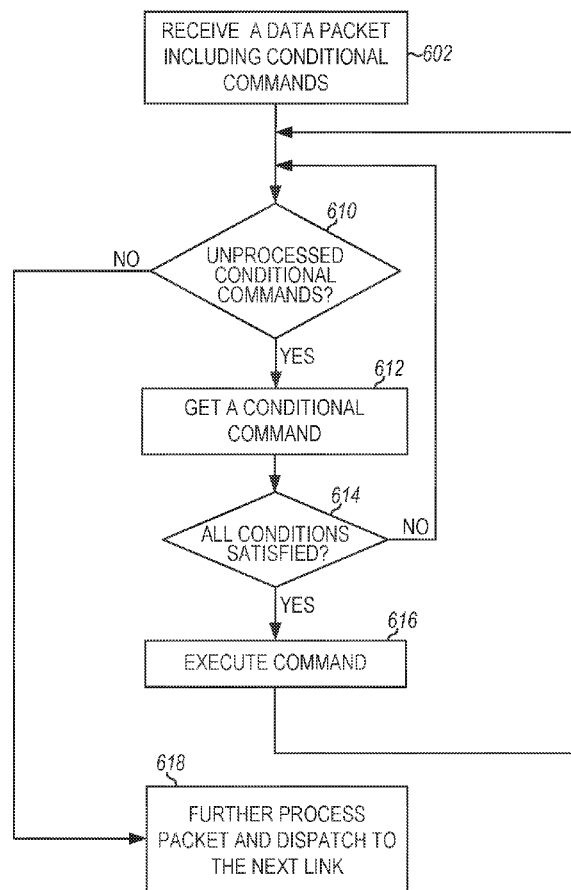 RECEIVE A DATA PACKET
INCLUDING CONDITIONAL
COMMANDS
602
610
NO
UNPROCESSED
CONDITIONAL
COMMANDS?
YES
612
GET A CONDITIONAL
COMMAND
614
ALL CONDITIONS
SATISFIED?
NO
YES
616
EXECUTE COMMAND
618
FURTHER PROCESS
PACKET AND DISPATCH TO
THE NEXT LINK